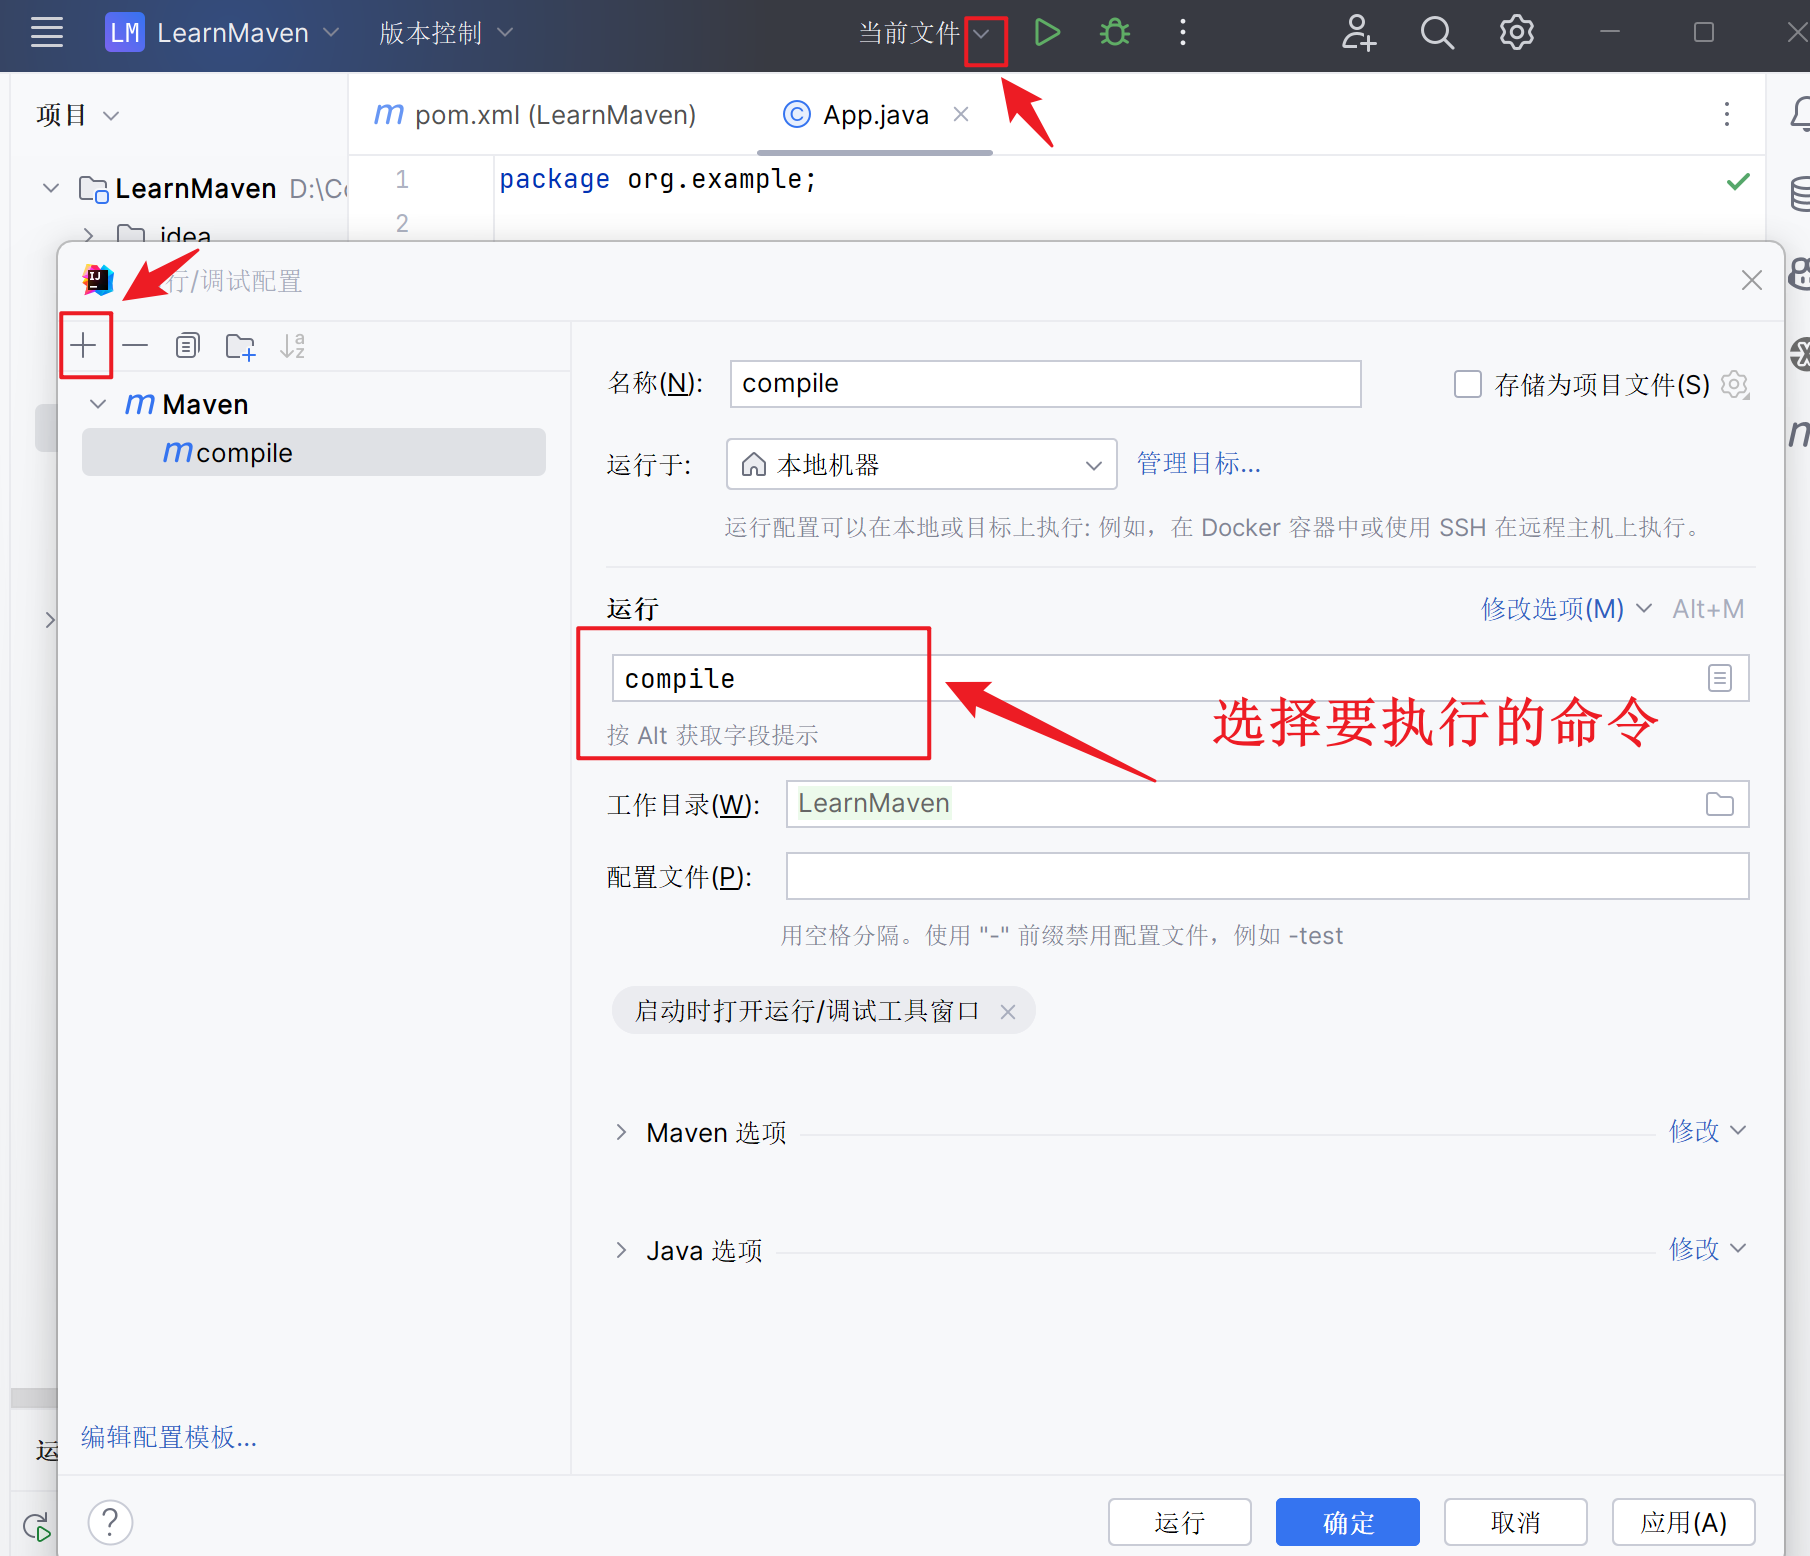 LM LearnMaven 版本控制 当前文件
项目
pom.xml (LearnMaven) App.java
LearnMaven
1 package org.example;
2
idea
行/调试配置
Maven
compile
名称(N): compile 存储为项目文件(S)
运行于: 本地机器 管理目标...
运行配置可以在本地或目标上执行: 例如，在 Docker 容器中或使用 SSH 在远程主机上执行。
运行 修改选项(M) Alt+M
compile
按 Alt 获取字段提示
选择要执行的命令
工作目录(W): LearnMaven
配置文件(P):
用空格分隔。使用 "-" 前缀禁用配置文件，例如 -test
启动时打开运行/调试工具窗口
Maven 选项 修改
Java 选项 修改
编辑配置模板...
运行 确定 取消 应用(A)